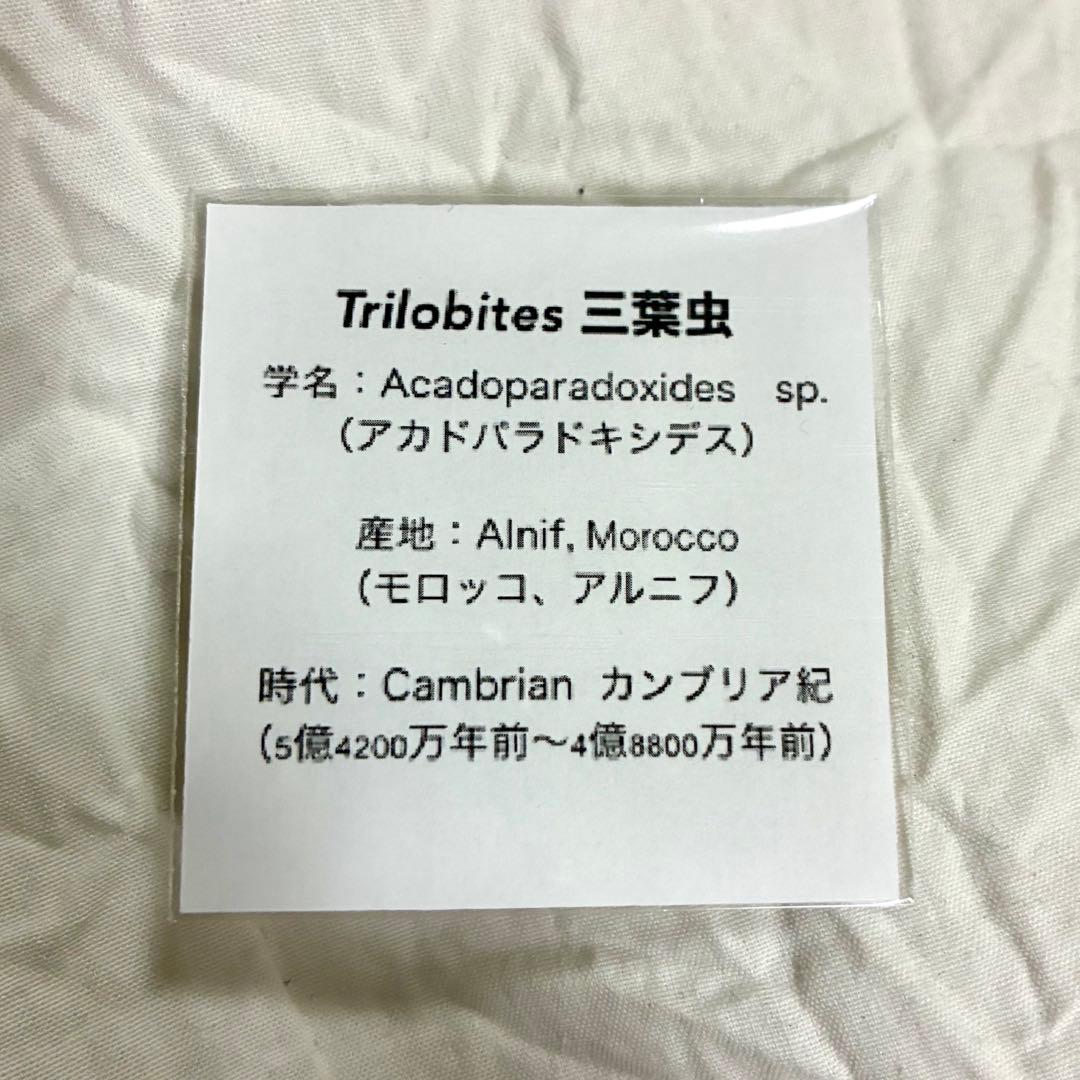 Trilobites 三葉虫
学名：Acadoparadoxides sp.
（アカドパラドキシデス）
産地：Alnif, Morocco
（モロッコ、アルニフ）
時代：Cambrian カンブリア紀
（5億4200万年前〜4億8800万年前）